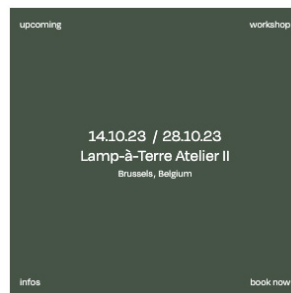 upcoming
workshop
14.10.23 / 28.10.23
Lamp-à-Terre Atelier II
Brussels, Belgium
infos
book now